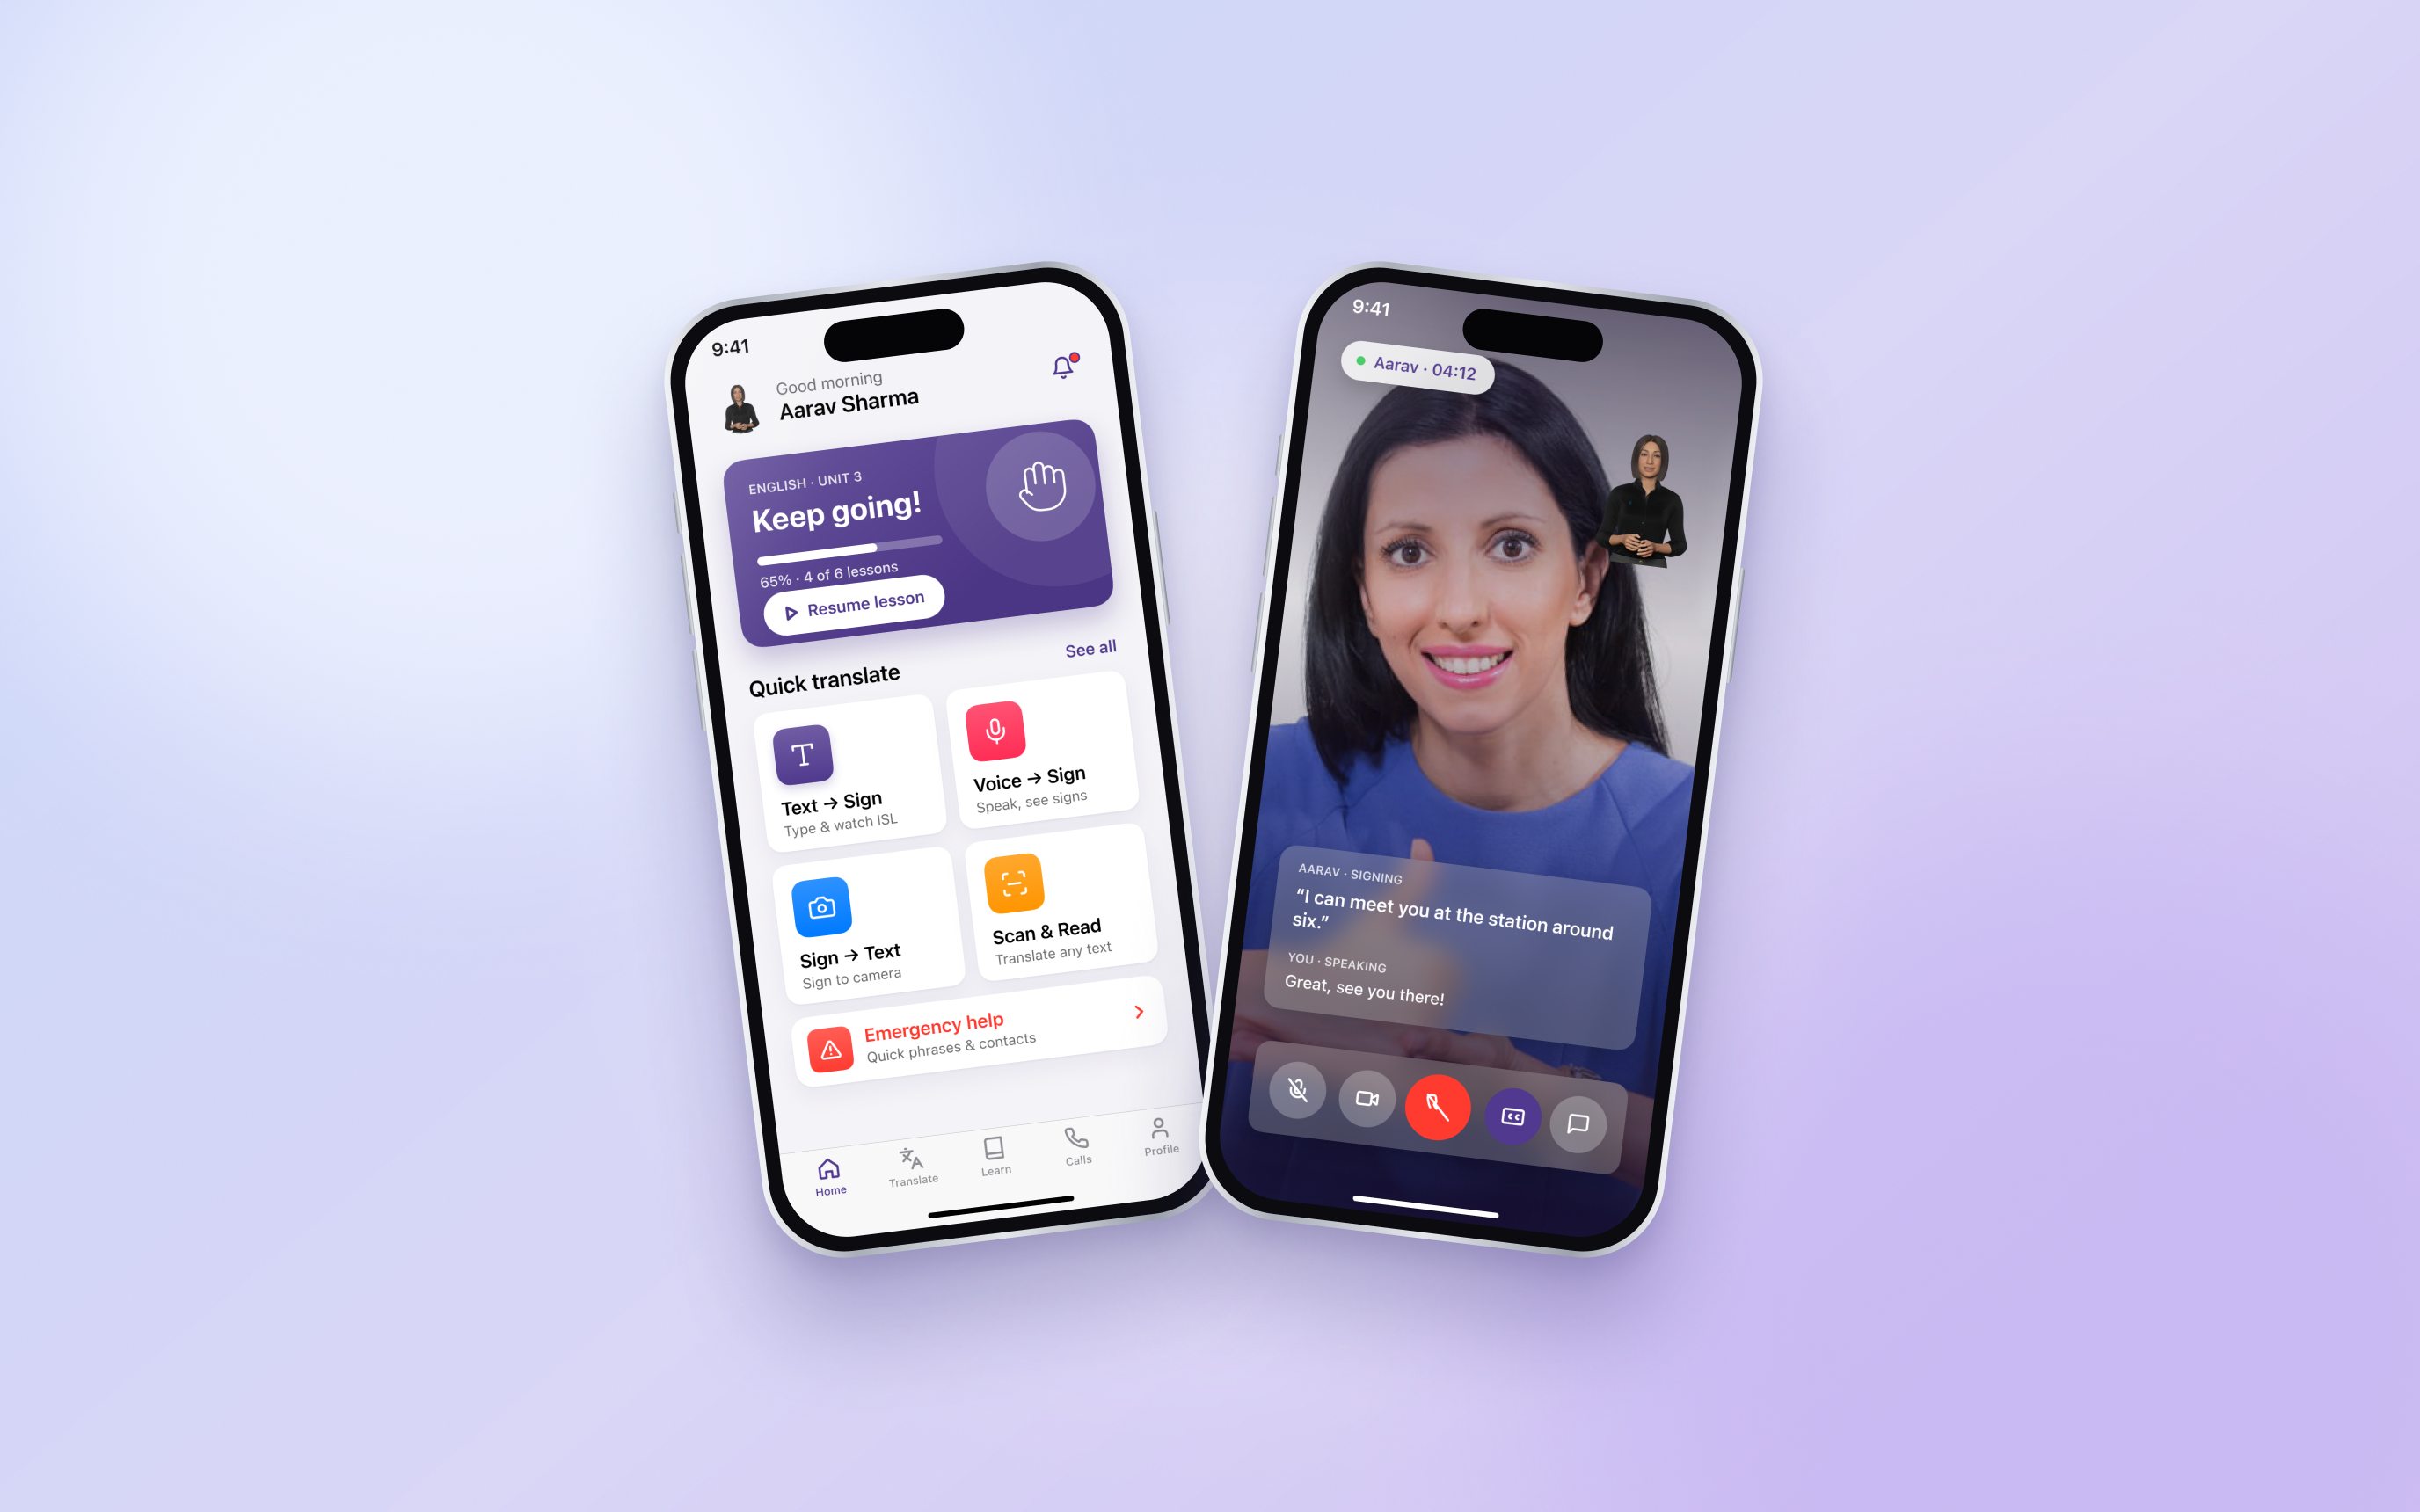 9:41
Good morning
Aarav Sharma
ENGLISH · UNIT 3
Keep going!
65% · 4 of 6 lessons
Resume lesson
Quick translate
See all
Text → Sign
Type & watch ISL
Voice → Sign
Speak, see signs
Sign → Text
Sign to camera
Scan & Read
Translate any text
Emergency help
Quick phrases & contacts
Home
Translate
Learn
Calls
Profile
9:41
Aarav · 04:12
AARAV · SIGNING
“I can meet you at the station around
six.”
YOU · SPEAKING
Great, see you there!